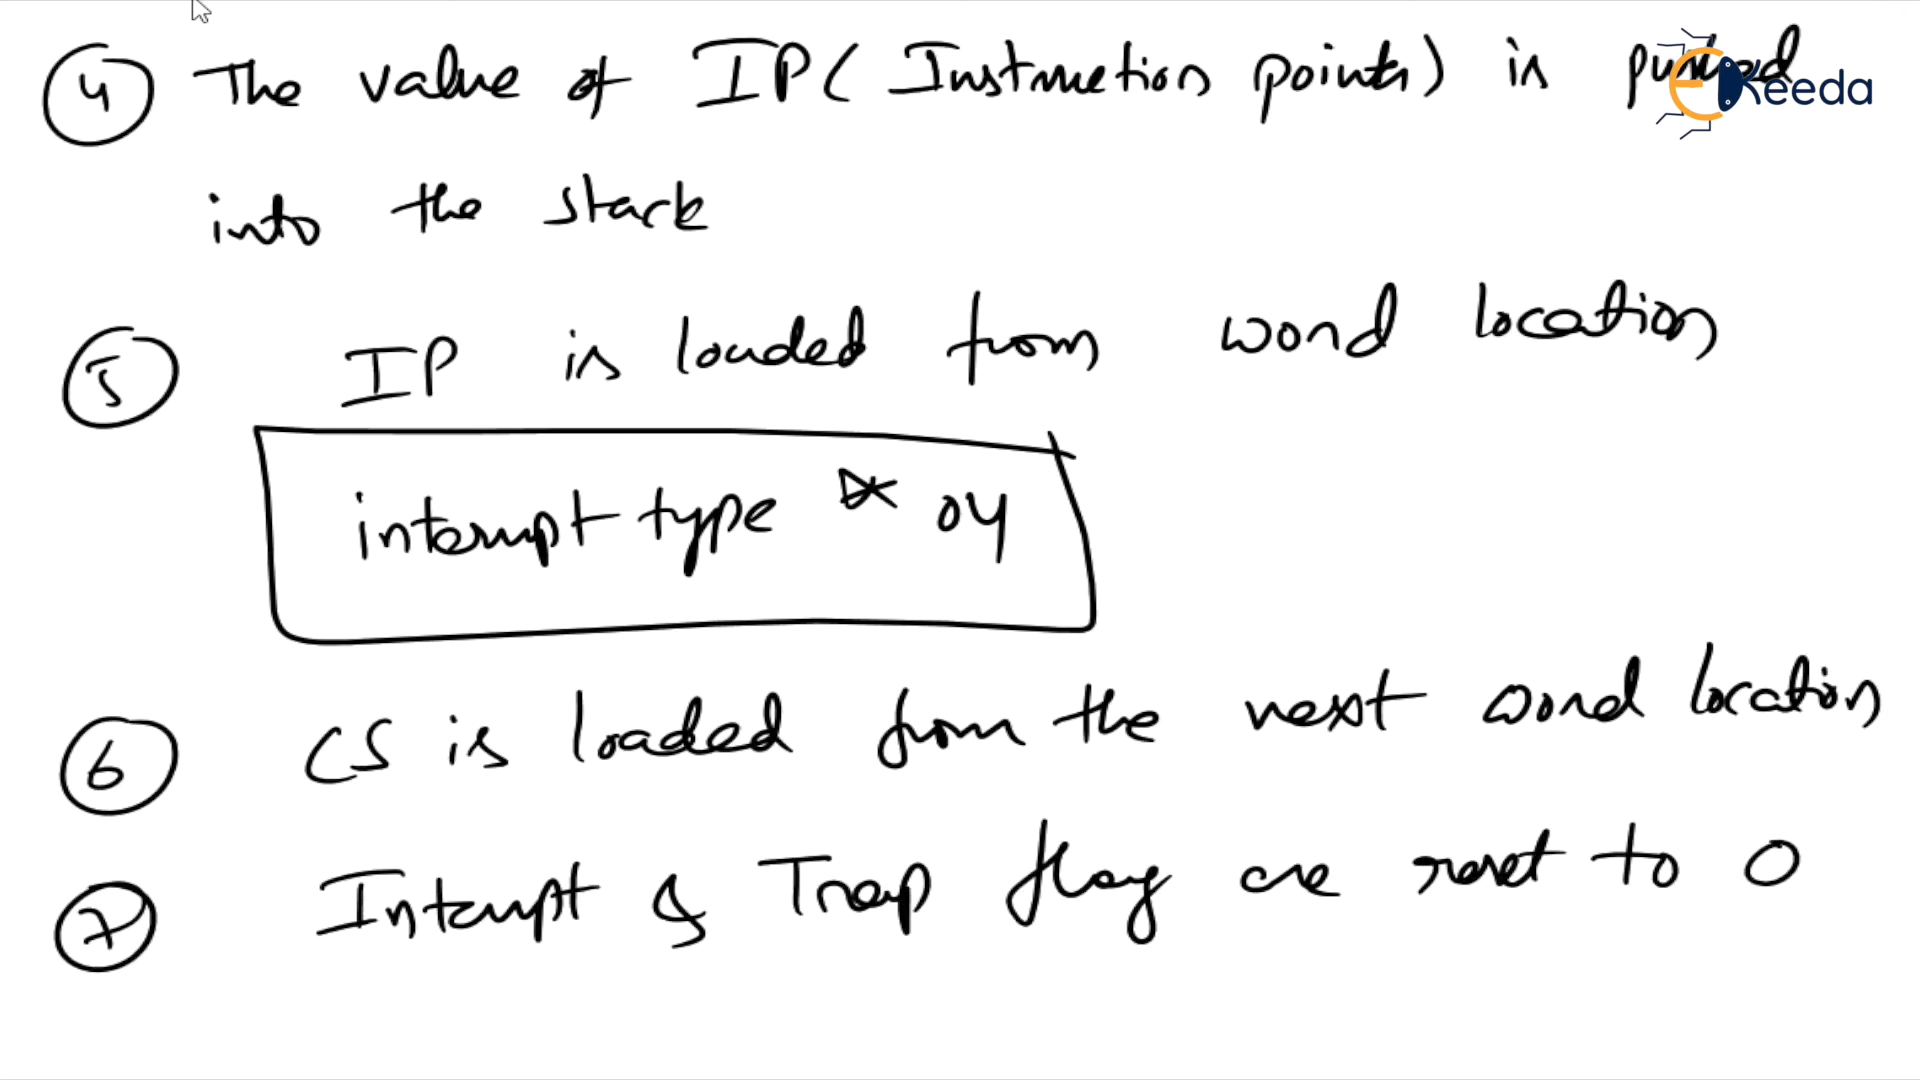 4 The value of IP( Instruction pointer) is pushed
eKeeda
into the stack
5 IP is loaded from word location
interrupt type * 04
6 CS is loaded from the next word location
7 Interrupt & Trap flag are reset to 0